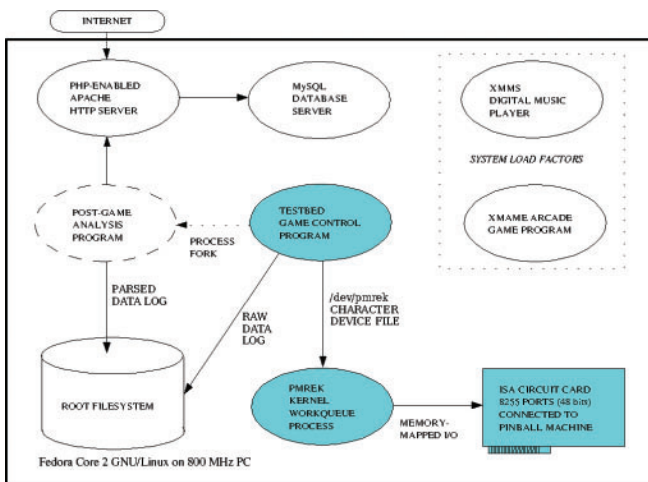 INTERNET
PHP-ENABLED
APACHE
HTTP SERVER
MySQL
DATABASE
SERVER
XMMS
DIGITAL MUSIC
PLAYER
SYSTEM LOAD FACTORS
XMAME ARCADE
GAME PROGRAM
POST-GAME
ANALYSIS
PROGRAM
PROCESS
FORK
TESTBED
GAME CONTROL
PROGRAM
PARSED
DATA LOG
RAW
DATA
LOG
/dev/pmrek
CHARACTER
DEVICE FILE
ROOT FILESYSTEM
PMREK
KERNEL
WORKQUEUE
PROCESS
MEMORY-
MAPPED I/O
ISA CIRCUIT CARD
8255 PORTS (48 bits)
CONNECTED TO
PINBALL MACHINE
Fedora Core 2 GNU/Linux on 800 MHz PC